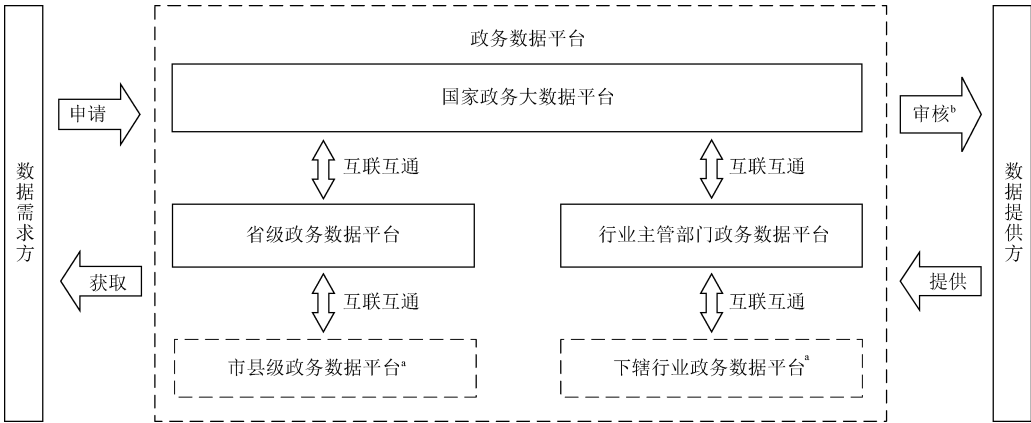 政务数据平台
国家政务大数据平台
申请
审核b
互联互通
互联互通
数据需求方
数据提供方
省级政务数据平台
行业主管部门政务数据平台
获取
提供
互联互通
互联互通
市县级政务数据平台a
下辖行业政务数据平台a